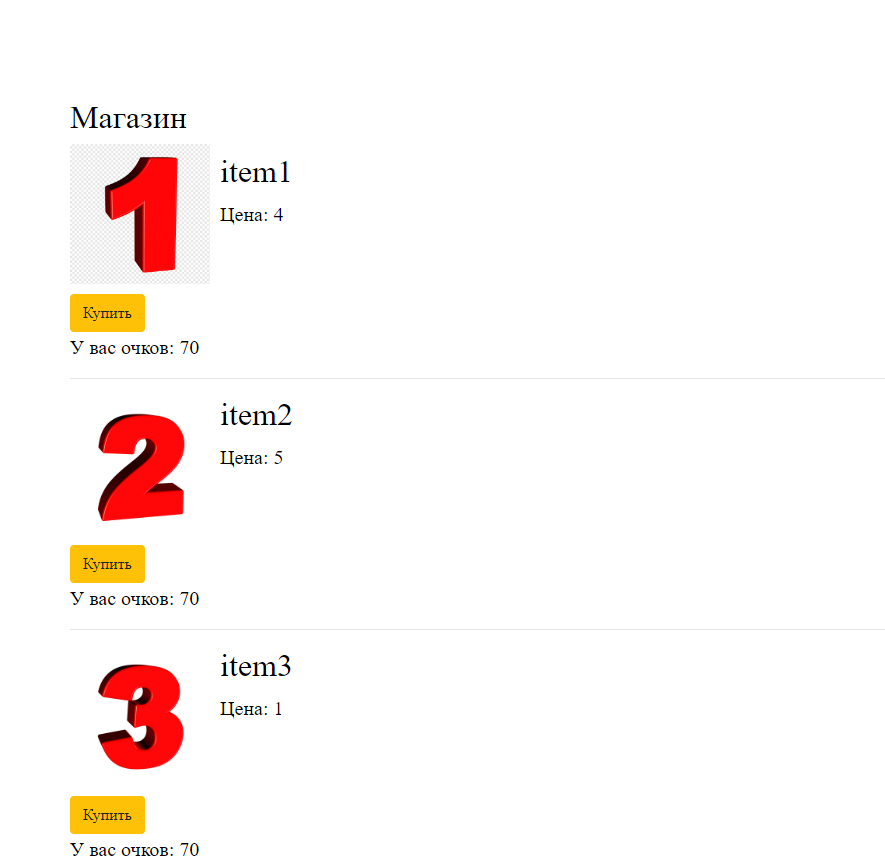 Магазин
1
item1
Цена: 4
Купить
У вас очков: 70
2
item2
Цена: 5
Купить
У вас очков: 70
3
item3
Цена: 1
Купить
У вас очков: 70